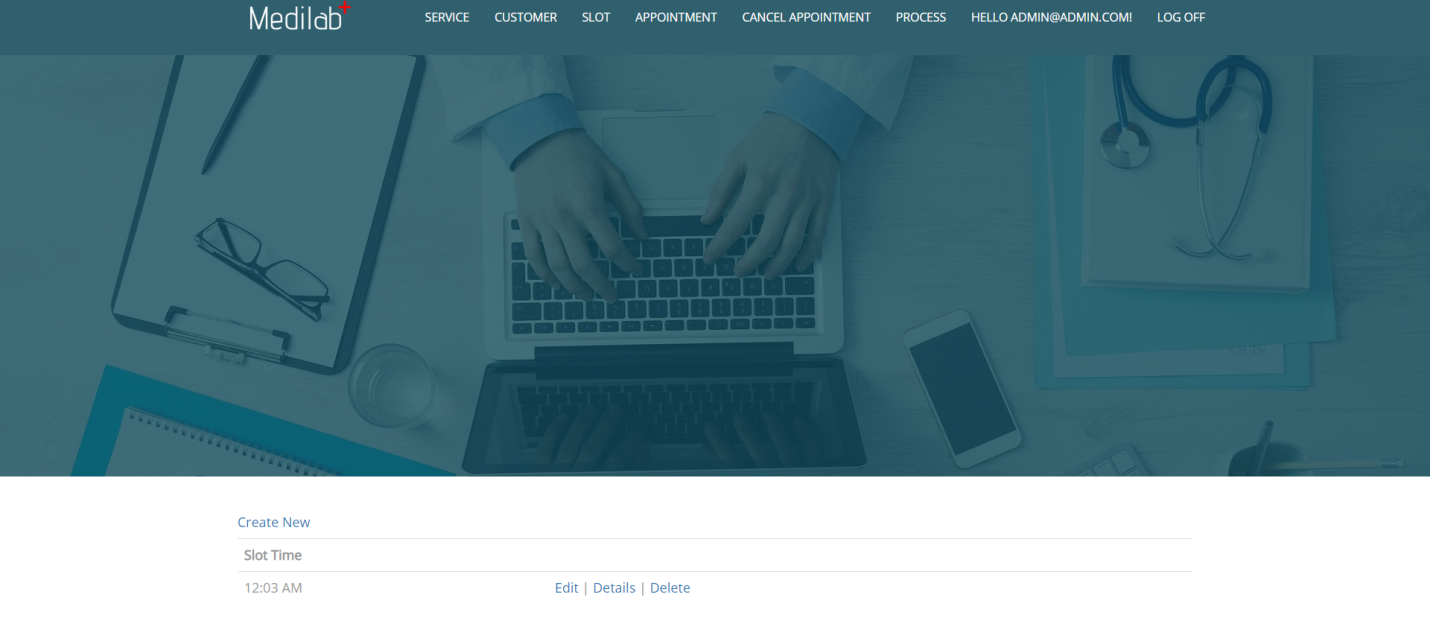 Medilab+ SERVICE CUSTOMER SLOT APPOINTMENT CANCEL APPOINTMENT PROCESS HELLO ADMIN@ADMIN.COM! LOG OFF
NEWS
Create New
Slot Time
12:03 AM Edit | Details | Delete